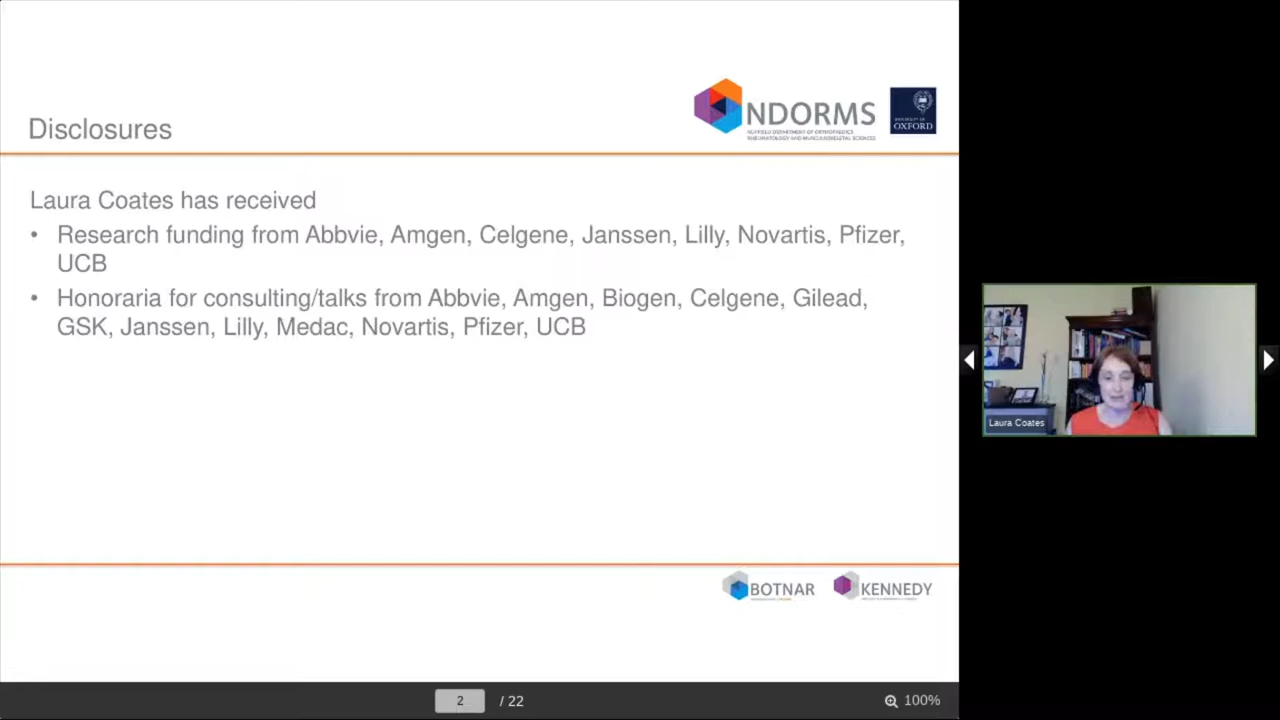 Disclosures
NDORMS
NUFFIELD DEPARTMENT OF ORTHOPAEDICS
RHEUMATOLOGY AND MUSCULOSKELETAL SCIENCES
UNIVERSITY OF
OXFORD
Laura Coates has received
• Research funding from Abbvie, Amgen, Celgene, Janssen, Lilly, Novartis, Pfizer,
UCB
• Honoraria for consulting/talks from Abbvie, Amgen, Biogen, Celgene, Gilead,
GSK, Janssen, Lilly, Medac, Novartis, Pfizer, UCB
Laura Coates
BOTNAR
KENNEDY
2 / 22
100%